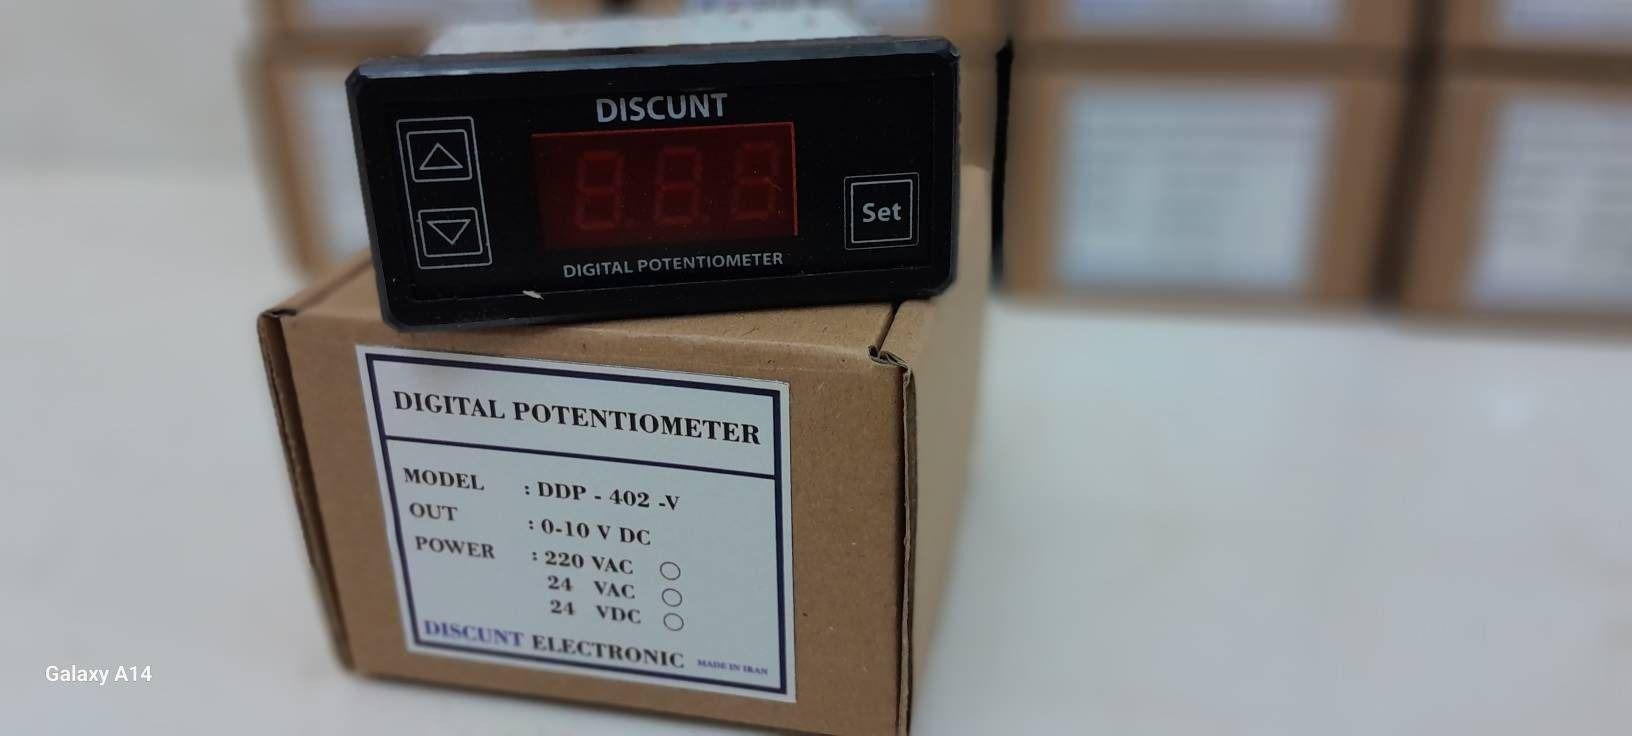 DISCUNT
Set
DIGITAL POTENTIOMETER
DIGITAL POTENTIOMETER
MODEL : DDP - 402 -V
OUT : 0-10 V DC
POWER : 220 VAC
24 VAC
24 VDC
DISCUNT ELECTRONIC MADE IN IRAN
Galaxy A14